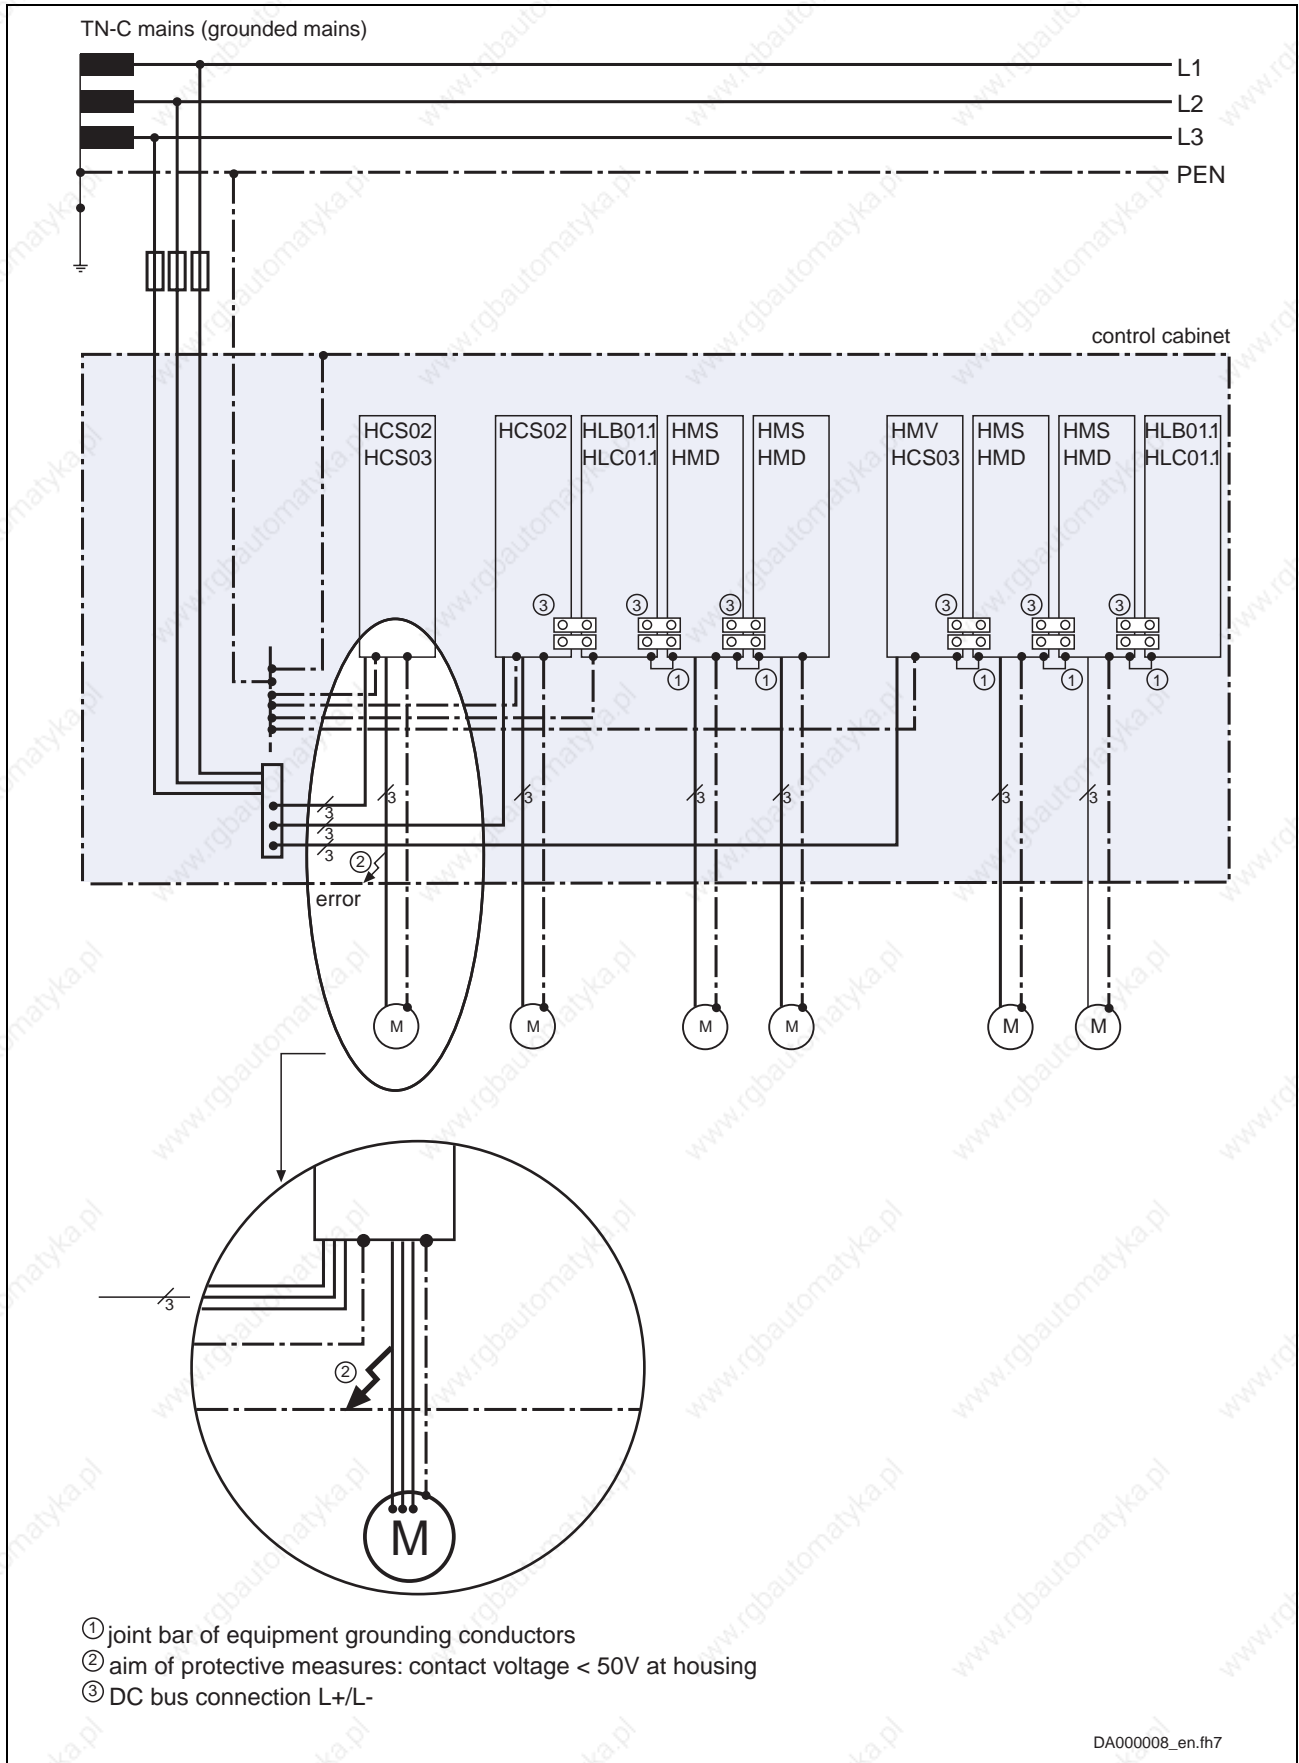 TN-C mains (grounded mains)
L1
L2
L3
PEN
control cabinet
HCS02
HCS03
HCS02
HLB01.1
HLC01.1
HMS
HMD
HMS
HMD
HMV
HCS03
HMS
HMD
HMS
HMD
HLB01.1
HLC01.1
3 3 3 3 3 3
1 1 1 1 1
3 3 3 3 3 3
3
3
3
2
error
M M M M M M
3
2
M
1 joint bar of equipment grounding conductors
2 aim of protective measures: contact voltage < 50V at housing
3 DC bus connection L+/L-
DA000008_en.fh7
www.rgbautomatyka.pl